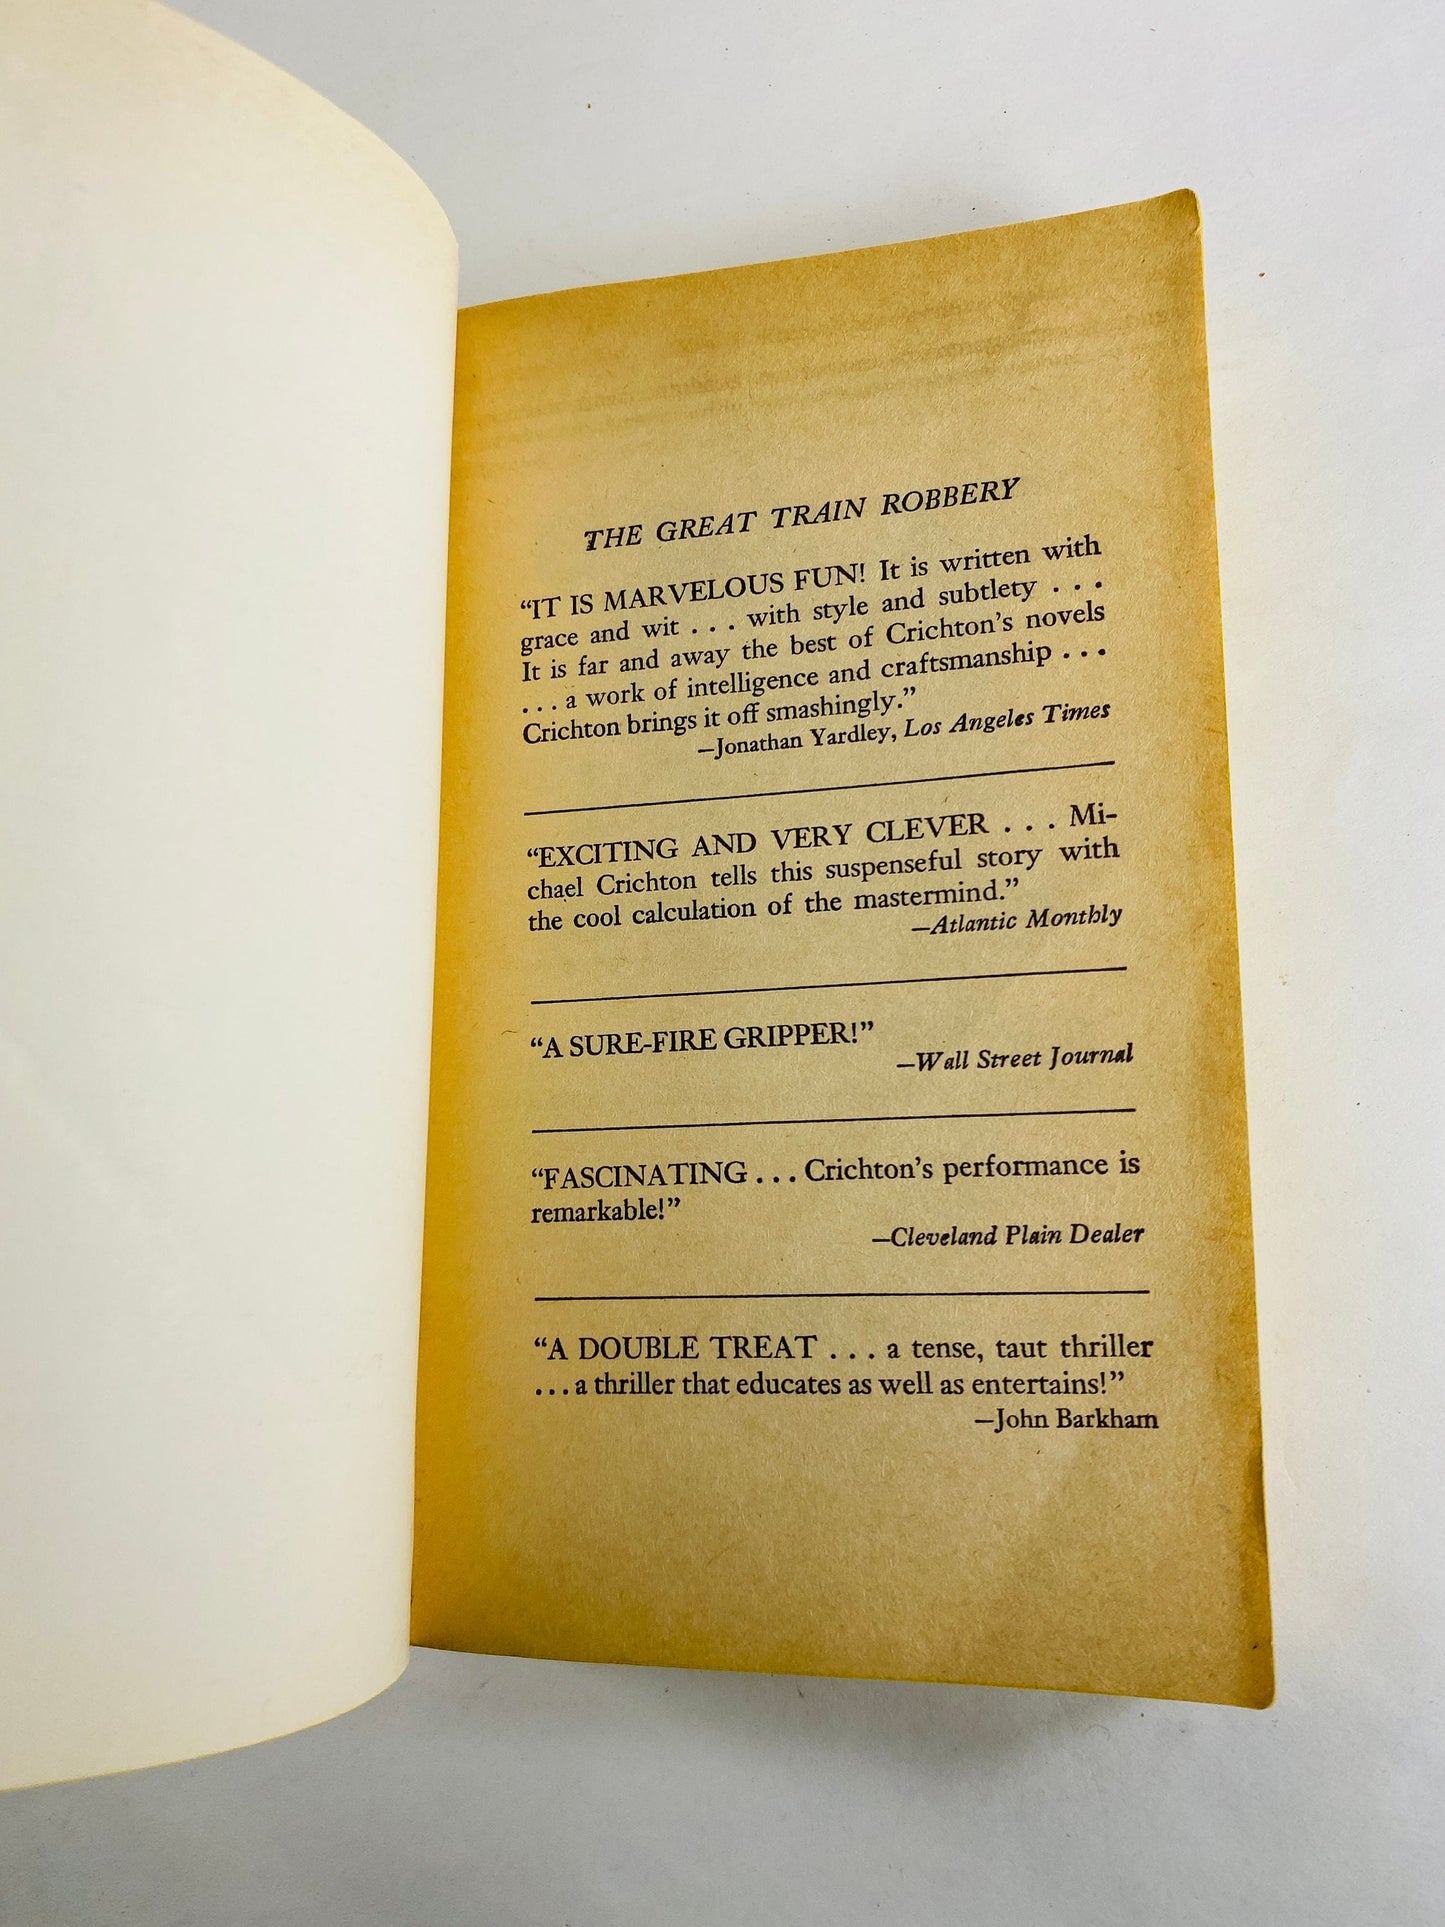 THE GREAT TRAIN ROBBERY
“IT IS MARVELOUS FUN! It is written with
grace and wit . . . with style and subtlety . . .
It is far and away the best of Crichton’s novels
. . . a work of intelligence and craftsmanship . . .
Crichton brings it off smashingly.”
—Jonathan Yardley, Los Angeles Times
“EXCITING AND VERY CLEVER . . . Mi-
chael Crichton tells this suspenseful story with
the cool calculation of the mastermind.”
—Atlantic Monthly
“A SURE-FIRE GRIPPER!”
—Wall Street Journal
“FASCINATING . . . Crichton’s performance is
remarkable!”
—Cleveland Plain Dealer
“A DOUBLE TREAT . . . a tense, taut thriller
. . . a thriller that educates as well as entertains!”
—John Barkham